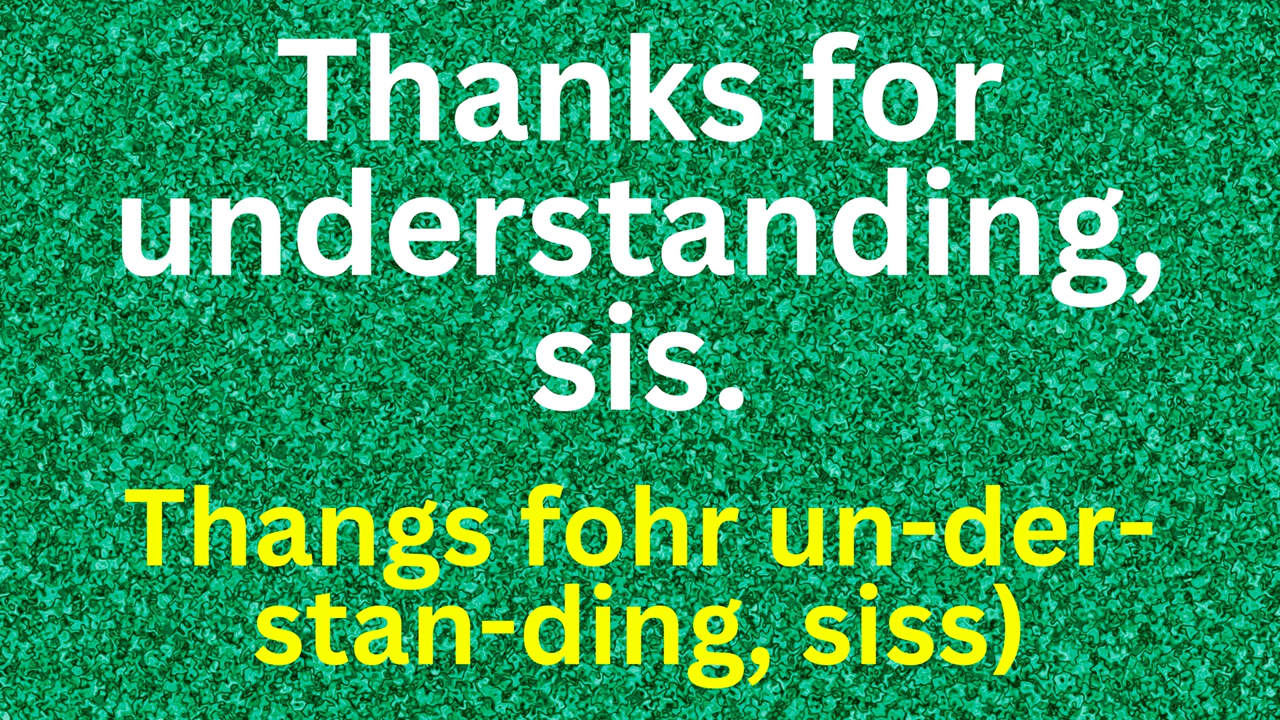 Thanks for
understanding,
sis.
Thangs fohr un-der-
stan-ding, siss)